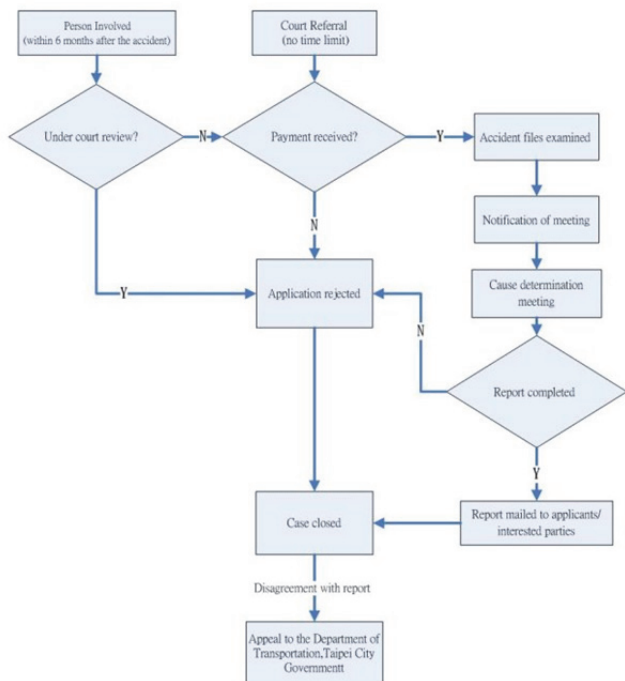 Person Involved
(within 6 months after the accident)
Court Referral
(no time limit)
Under court review?
N
Payment received?
Y
Accident files examined
Notification of meeting
N
Application rejected
Y
Cause determination
meeting
N
Report completed
Y
Case closed
Report mailed to applicants/
interested parties
Disagreement with report
Appeal to the Department of
Transportation,Taipei City
Governmentt